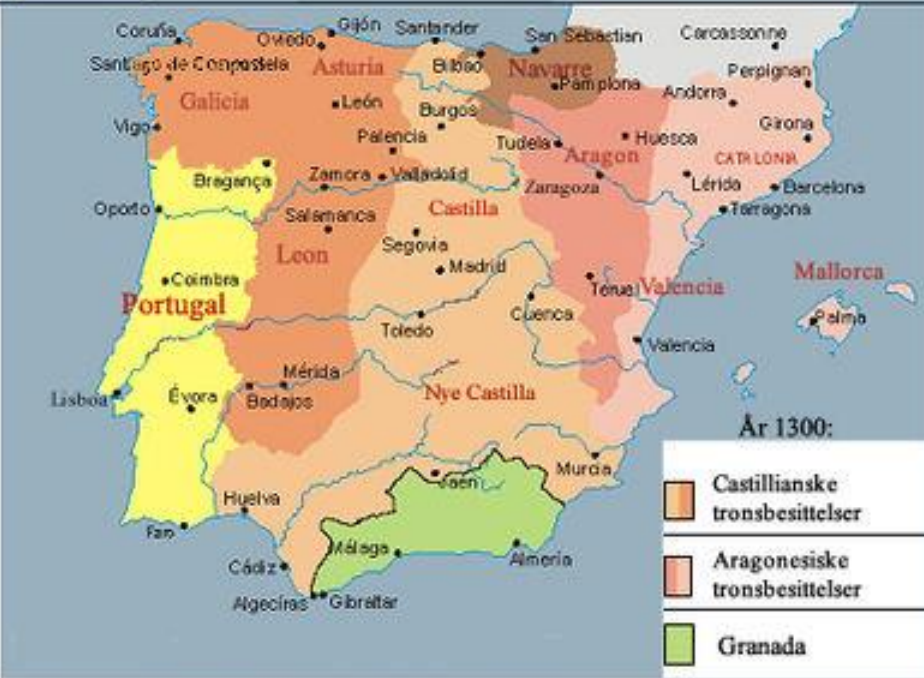 Coruña
Gijón
Oviedo
Santander
San Sebastian
Carcassonne
Santiago de Conpostela
Asturia
Bilbao
Navarre
Pamplona
Perpignan
Andorra
Galicia
León
Burgos
Vigo
Palencia
Tudela
Huesca
Girona
Aragon
CATALONIA
Bragança
Zamora
Valladolid
Zaragoza
Lérida
Barcelona
Oporto
Salamanca
Castilla
Tarragona
Segovia
Leon
Madrid
Coimbra
Portugal
Teruel
Valencia
Mallorca
Cuenca
Toledo
Palma
Valencia
Mérida
Lisboa
Évora
Badajos
Nye Castilla
År 1300:
Murcia
Jaén
Huelva
Castillianske
tronsbesittelser
Faro
Málaga
Almeria
Cádiz
Aragonesiske
tronsbesittelser
Algeciras
Gibraltar
Granada